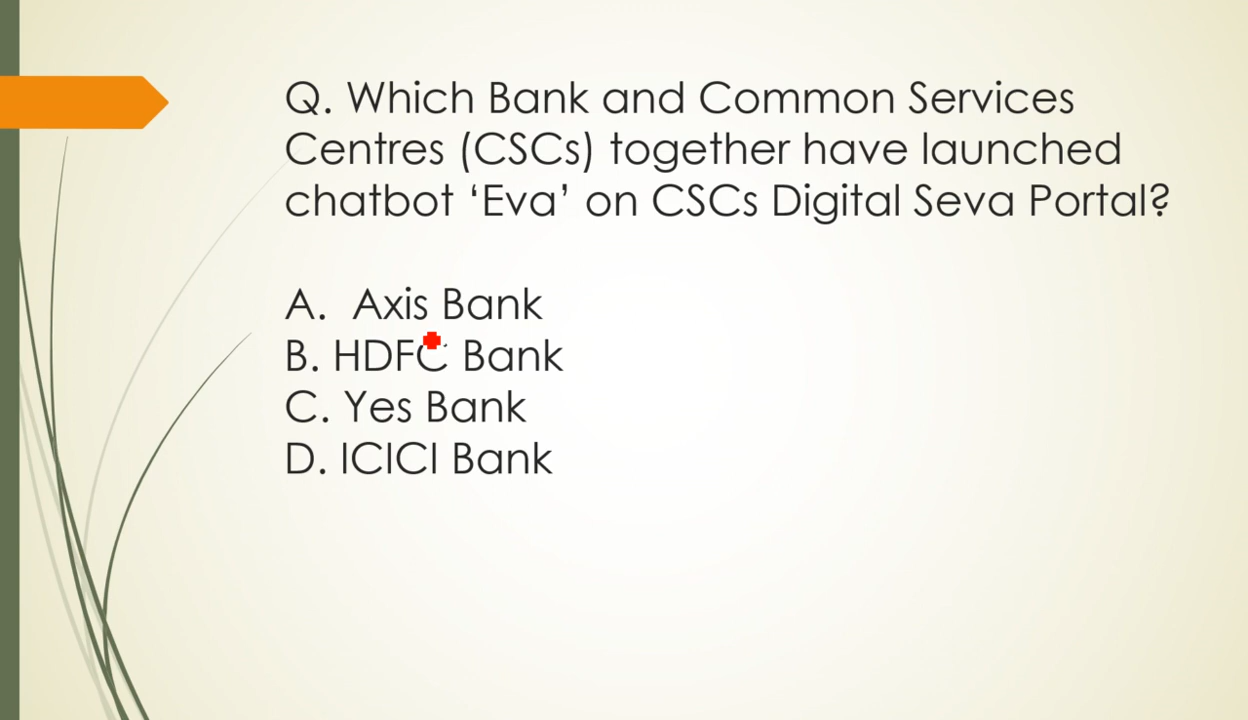 Q. Which Bank and Common Services
Centres (CSCs) together have launched
chatbot ‘Eva’ on CSCs Digital Seva Portal?
A. Axis Bank
B. HDFC Bank
C. Yes Bank
D. ICICI Bank